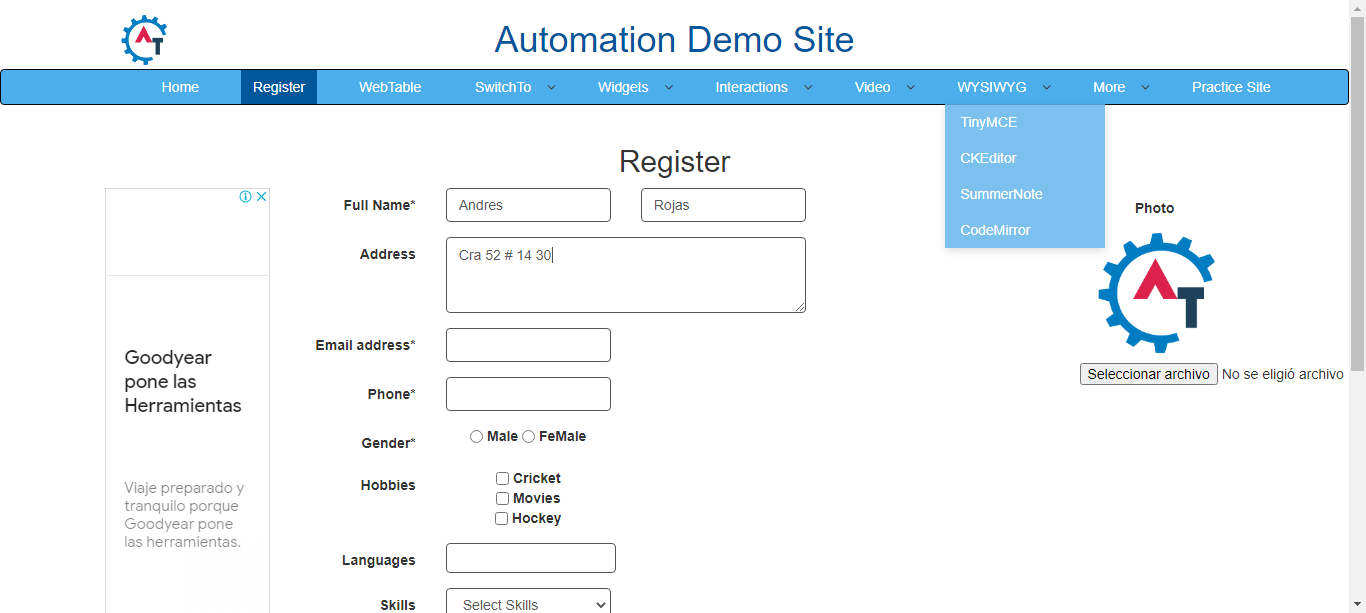 AT
Automation Demo Site
Home Register WebTable SwitchTo Widgets Interactions Video WYSIWYG More Practice Site
TinyMCE
CKEditor
SummerNote
CodeMirror
Register
Full Name* Andres Rojas
Photo
Address Cra 52 # 14 30
AT
Email address*
Seleccionar archivo No se eligió archivo
Phone*
Gender* Male FeMale
Hobbies Cricket
Movies
Hockey
Languages
Skills Select Skills
Goodyear
pone las
Herramientas
Viaje preparado y
tranquilo porque
Goodyear pone
las herramientas.